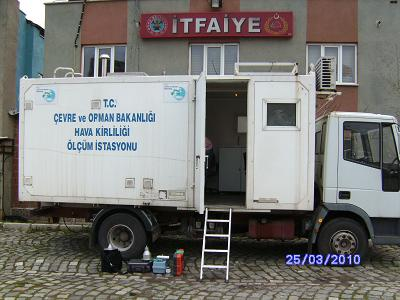 İTFAİYE
T.C.
ÇEVRE ve ORMAN BAKANLIĞI
HAVA KİRLİLİĞİ
ÖLÇÜM İSTASYONU
25/03/2010